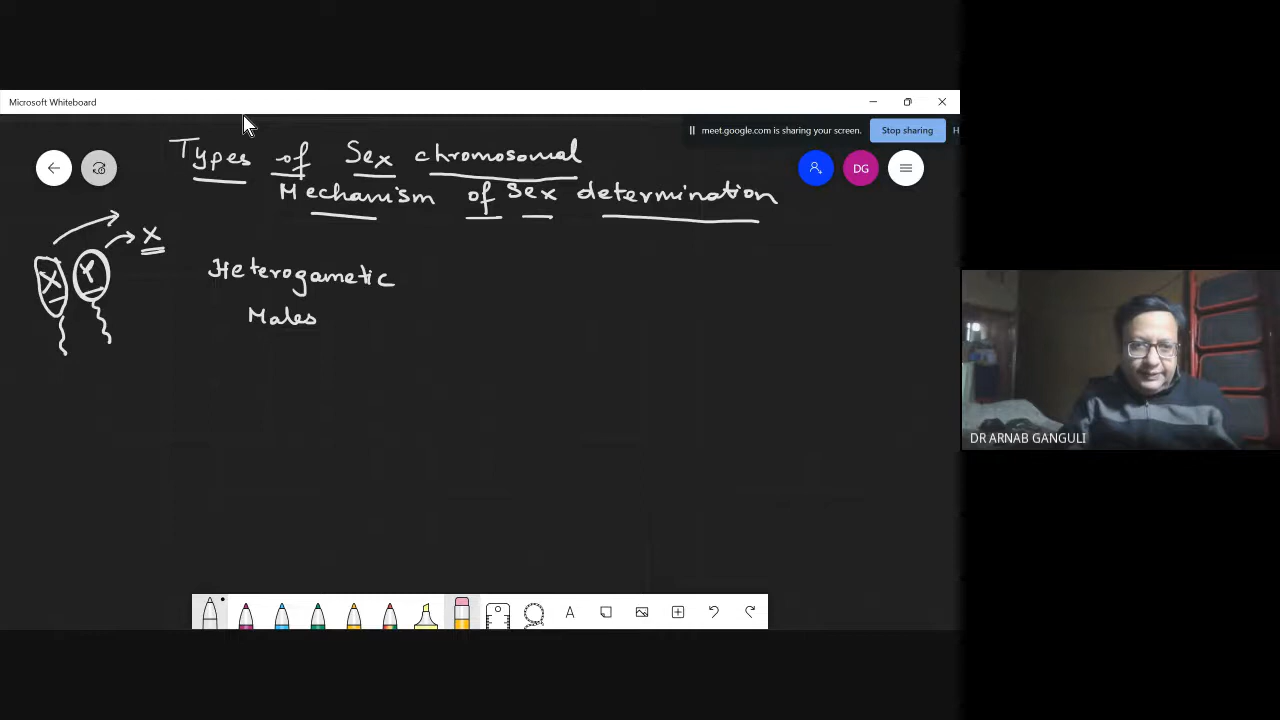 Microsoft Whiteboard
meet.google.com is sharing your screen.
Stop sharing
H
Types of Sex chromosomal
Mechanism of Sex determination
DG
X
X Y
Heterogametic
Males
DR ARNAB GANGULI
A